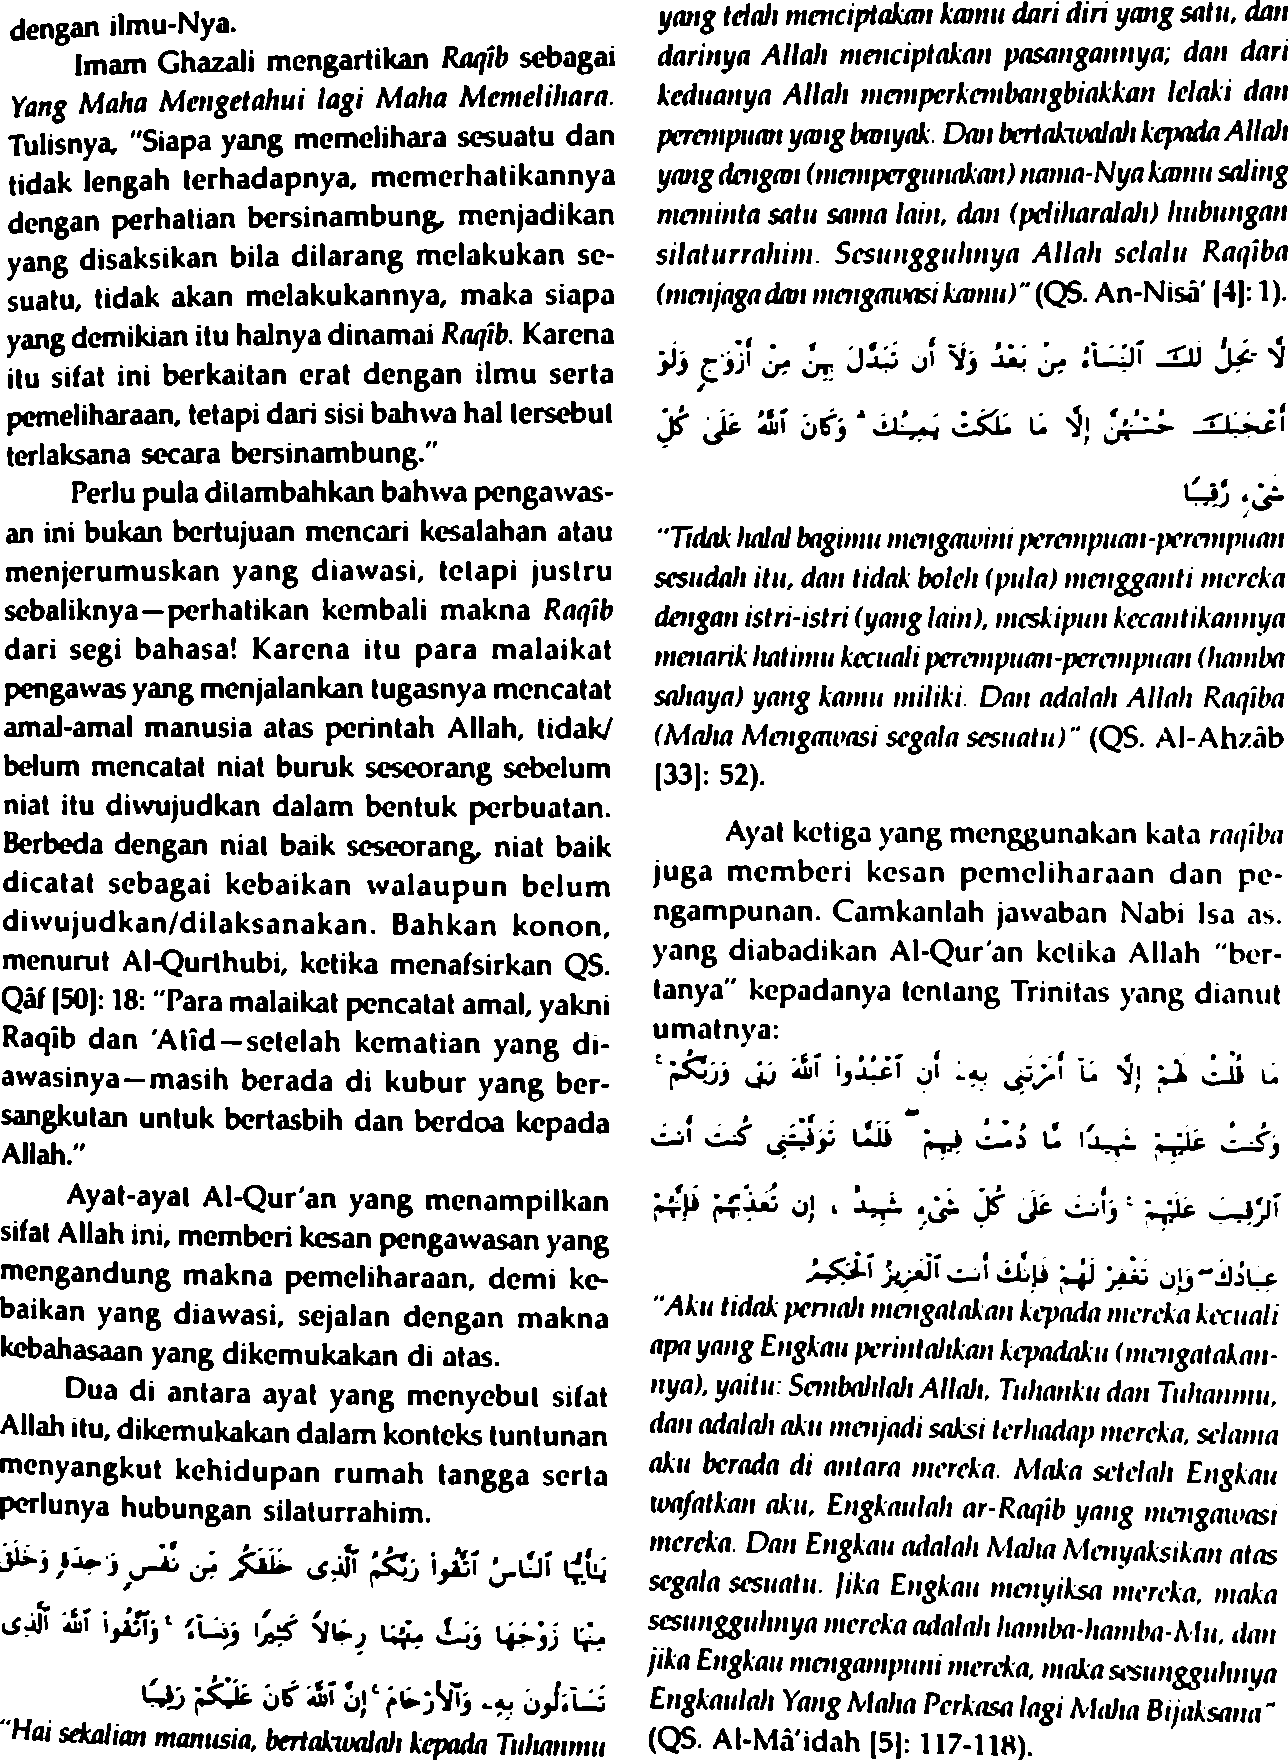 dengan ilmu-Nya.
Imam Ghazali mengartikan Raqîb sebagai
Yang Maha Mengetahui lagi Maha Memelihara.
Tulisnya, "Siapa yang memelihara sesuatu dan
tidak lengah terhadapnya, memerhatikannya
dengan perhatian bersinambung, menjadikan
yang disaksikan bila dilarang melakukan se-
suatu, tidak akan melakukannya, maka siapa
yang demikian itu halnya dinamai Raqîb. Karena
itu sifat ini berkaitan erat dengan ilmu serta
pemeliharaan, tetapi dari sisi bahwa hal tersebut
terlaksana secara bersinambung."
Perlu pula ditambahkan bahwa pengawas-
an ini bukan bertujuan mencari kesalahan atau
menjerumuskan yang diawasi, tetapi justru
sebaliknya—perhatikan kembali makna Raqîb
dari segi bahasa! Karena itu para malaikat
pengawas yang menjalankan tugasnya mencatat
amal-amal manusia atas perintah Allah, tidak/
belum mencatat niat buruk seseorang sebelum
niat itu diwujudkan dalam bentuk perbuatan.
Berbeda dengan niat baik seseorang, niat baik
dicatat sebagai kebaikan walaupun belum
diwujudkan/dilaksanakan. Bahkan konon,
menurut Al-Qurthubi, ketika menafsirkan QS.
Qâf [50]: 18: "Para malaikat pencatat amal, yakni
Raqîb dan 'Atîd—setelah kematian yang di-
awasinya—masih berada di kubur yang ber-
sangkutan untuk bertasbih dan berdoa kepada
Allah."
Ayat-ayat Al-Qur'an yang menampilkan
sifat Allah ini, memberi kesan pengawasan yang
mengandung makna pemeliharaan, demi ke-
baikan yang diawasi, sejalan dengan makna
kebahasaan yang dikemukakan di atas.
Dua di antara ayat yang menyebut sifat
Allah itu, dikemukakan dalam konteks tuntunan
menyangkut kehidupan rumah tangga serta
perlunya hubungan silaturrahim.
يَٰٓأَيُّهَا ٱلنَّاسُ ٱتَّقُوا۟ رَبَّكُمُ ٱلَّذِى خَلَقَكُم مِّن نَّفْسٍ وَٰحِدَةٍ وَخَلَقَ
مِنْهَا زَوْجَهَا وَبَثَّ مِنْهُمَا رِجَالًا كَثِيرًا وَنِسَآءً ۚ وَٱتَّقُوا۟ ٱللَّهَ ٱلَّذِى
تَسَآءَلُونَ بِهِۦ وَٱلْأَرْحَامَ ۚ إِنَّ ٱللَّهَ كَانَ عَلَيْكُمْ رَقِيبًا
"Hai sekalian manusia, bertakwalah kepada Tuhanmu
yang telah menciptakan kamu dari diri yang satu, dan
darinya Allah menciptakan pasangannya; dan dari
keduanya Allah memperkembangbiakkan lelaki dan
perempuan yang banyak. Dan bertakwalah kepada Allah
yang dengan (mempergunakan) nama-Nya kamu saling
meminta satu sama lain, dan (peliharalah) hubungan
silaturrahim. Sesungguhnya Allah selalu Raqîba
(menjaga dan mengawasi kamu)" (QS. An-Nisâ' [4]: 1).
لَّا يَحِلُّ لَكَ ٱلنِّسَآءُ مِنۢ بَعْدُ وَلَآ أَن تَبَدَّلَ بِهِنَّ مِنْ أَزْوَٰجٍ وَلَوْ
أَعْجَبَكَ حُسْنُهُنَّ إِلَّا مَا مَلَكَتْ يَمِينُكَ ۗ وَكَانَ ٱللَّهُ عَلَىٰ كُلِّ
شَىْءٍ رَّقِيبًا
"Tidak halal bagimu mengawini perempuan-perempuan
sesudah itu, dan tidak boleh (pula) mengganti mereka
dengan istri-istri (yang lain), meskipun kecantikannya
menarik hatimu kecuali perempuan-perempuan (hamba
sahaya) yang kamu miliki. Dan adalah Allah Raqîba
(Maha Mengawasi segala sesuatu)" (QS. Al-Ahzâb
[33]: 52).
Ayat ketiga yang menggunakan kata raqîba
juga memberi kesan pemeliharaan dan pe-
ngampunan. Camkanlah jawaban Nabi Isa as.
yang diabadikan Al-Qur'an ketika Allah "ber-
tanya" kepadanya tentang Trinitas yang dianut
umatnya:
مَا قُلْتُ لَهُمْ إِلَّا مَآ أَمَرْتَنِى بِهِۦٓ أَنِ ٱعْبُدُوا۟ ٱللَّهَ رَبِّى وَرَبَّكُمْ ۚ
وَكُنتُ عَلَيْهِمْ شَهِيدًا مَّا دُمْتُ فِيهِمْ ۖ فَلَمَّا تَوَفَّيْتَنِى كُنتَ أَنتَ
ٱلرَّقِيبَ عَلَيْهِمْ ۚ وَأَنتَ عَلَىٰ كُلِّ شَىْءٍ شَهِيدٌ ، إِن تُعَذِّبْهُمْ فَإِنَّهُمْ
عِبَادُكَ ۖ وَإِن تَغْفِرْ لَهُمْ فَإِنَّكَ أَنتَ ٱلْعَزِيزُ ٱلْحَكِيمُ
"Aku tidak pernah mengatakan kepada mereka kecuali
apa yang Engkau perintahkan kepadaku (mengatakan-
nya), yaitu: Sembahlah Allah, Tuhanku dan Tuhanmu,
dan adalah aku menjadi saksi terhadap mereka, selama
aku berada di antara mereka. Maka setelah Engkau
wafatkan aku, Engkaulah ar-Raqîb yang mengawasi
mereka. Dan Engkau adalah Maha Menyaksikan atas
segala sesuatu. Jika Engkau menyiksa mereka, maka
sesungguhnya mereka adalah hamba-hamba-Mu, dan
jika Engkau mengampuni mereka, maka sesungguhnya
Engkaulah Yang Maha Perkasa lagi Maha Bijaksana"
(QS. Al-Mâ'idah [5]: 117-118).